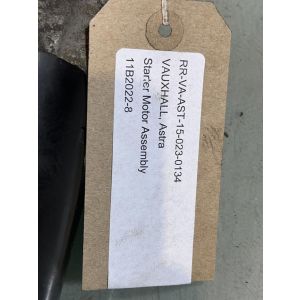 RR-VA-AST-15-023-0134
VAUXHALL, Astra
Starter Motor Assembly
11B2022-8